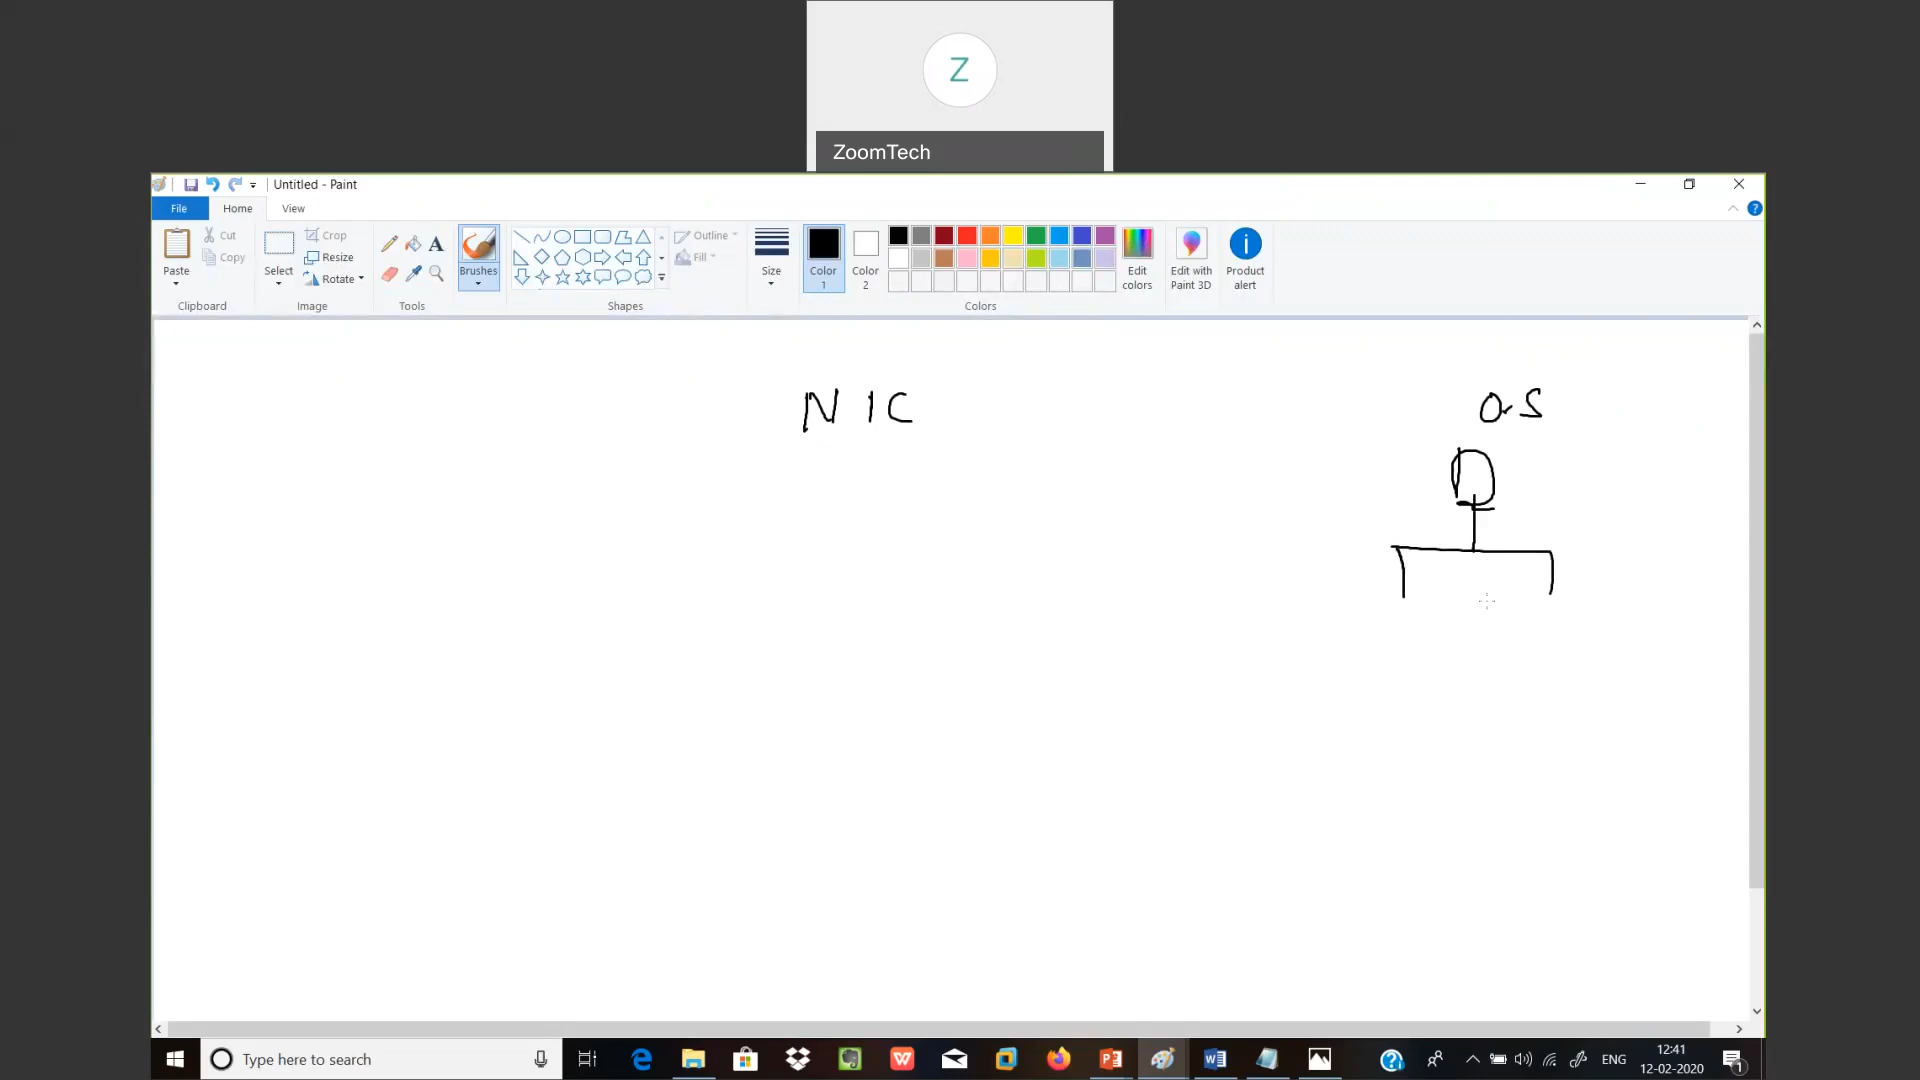 Z
ZoomTech
Untitled - Paint
File Home View
Paste
Cut
Copy
Clipboard
Select
Crop
Resize
Rotate
Image
A
Tools
Brushes
Shapes
Outline
Fill
Size
Color 1
Color 2
Edit colors
Colors
Edit with Paint 3D
Product alert
NIC
O.S
Type here to search
ENG
12:41
12-02-2020
1